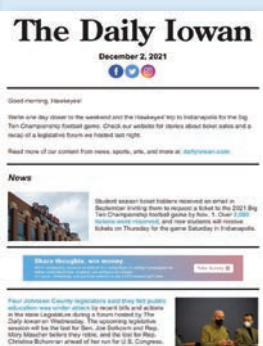 The Daily Iowan
December 2, 2021
Good morning, Hawkeyes!
We're one day closer to the weekend and the Hawkeyes' trip to Indianapolis for the Big
Ten Championship football game. Check our website for stories about ticket sales and a
recap of a legislative forum we hosted last night.
Read more of our content from news, sports, arts, and more at dailyiowan.com.
News
Student season ticket holders received an email in
September inviting them to request a ticket to the 2021 Big
Ten Championship football game by Nov. 1. Over
tickets were reserved, and now students will receive
tickets on Thursday for the game Saturday in Indianapolis.
Share thoughts, win money
Take Survey
Four Johnson County legislators said they felt public
education was under attack by recent bills and actions
in the state Legislature during a forum hosted by The
Daily Iowan on Wednesday. The upcoming legislative
session will be the last for Sen. Joe Bolkcom and Rep.
Mary Mascher before they retire, and the last for Rep.
Christina Bohannan ahead of her run for U.S. Congress.